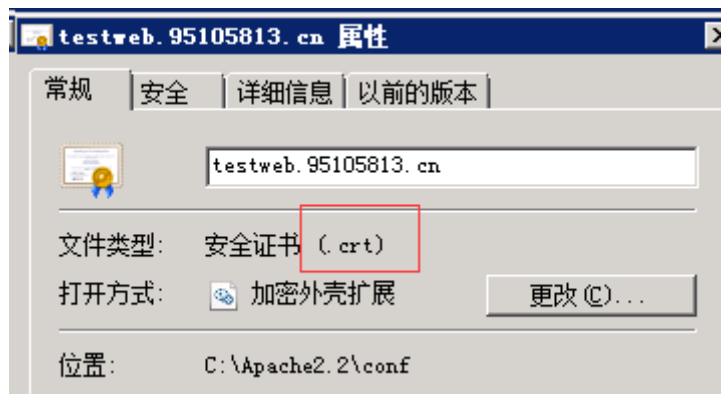 testweb.95105813.cn 属性
常规 安全 详细信息 以前的版本
testweb.95105813.cn
文件类型: 安全证书 (.crt)
打开方式: 加密外壳扩展 更改(C)...
位置: C:\Apache2.2\conf